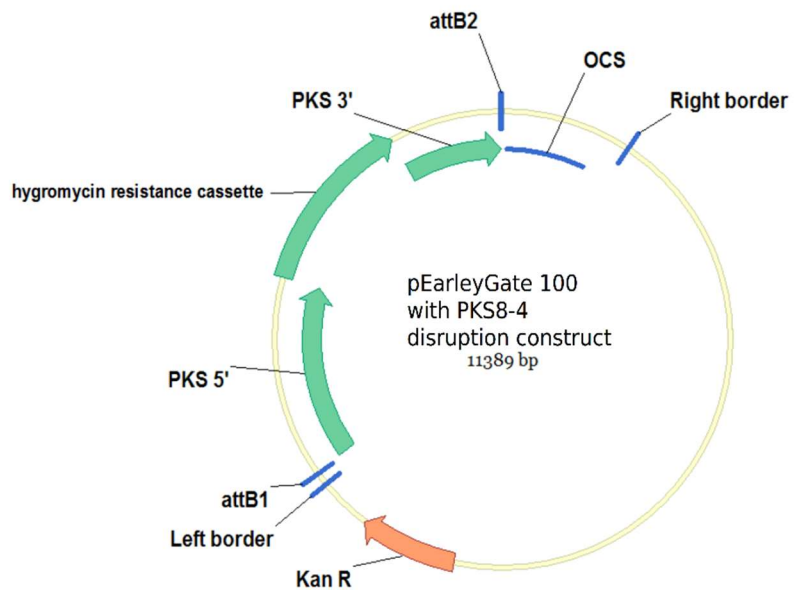 attB2
OCS
PKS 3'
Right border
hygromycin resistance cassette
pEarleyGate 100
with PKS8-4
disruption construct
11389 bp
PKS 5'
attB1
Left border
Kan R